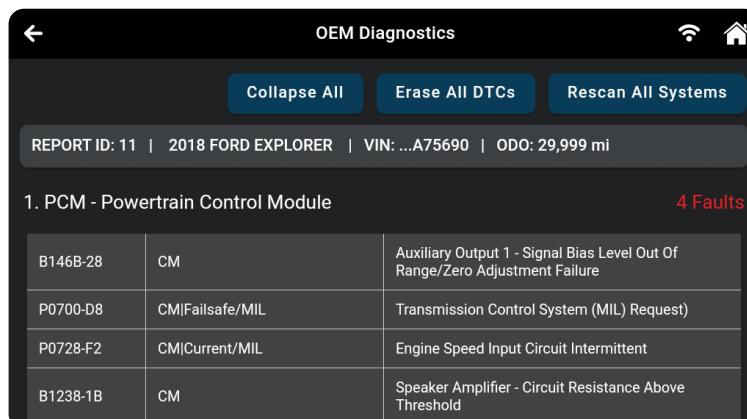 OEM Diagnostics
Collapse All Erase All DTCs Rescan All Systems
REPORT ID: 11 | 2018 FORD EXPLORER | VIN: ...A75690 | ODO: 29,999 mi
1. PCM - Powertrain Control Module 4 Faults
B146B-28 CM Auxiliary Output 1 - Signal Bias Level Out Of
Range/Zero Adjustment Failure
P0700-D8 CM|Failsafe/MIL Transmission Control System (MIL) Request)
P0728-F2 CM|Current/MIL Engine Speed Input Circuit Intermittent
B1238-1B CM Speaker Amplifier - Circuit Resistance Above
Threshold